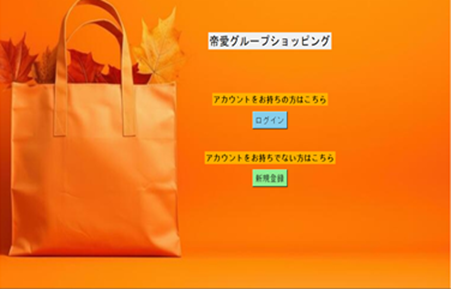 帝愛グループショッピング
アカウントをお持ちの方はこちら
ログイン
アカウントをお持ちでない方はこちら
新規登録